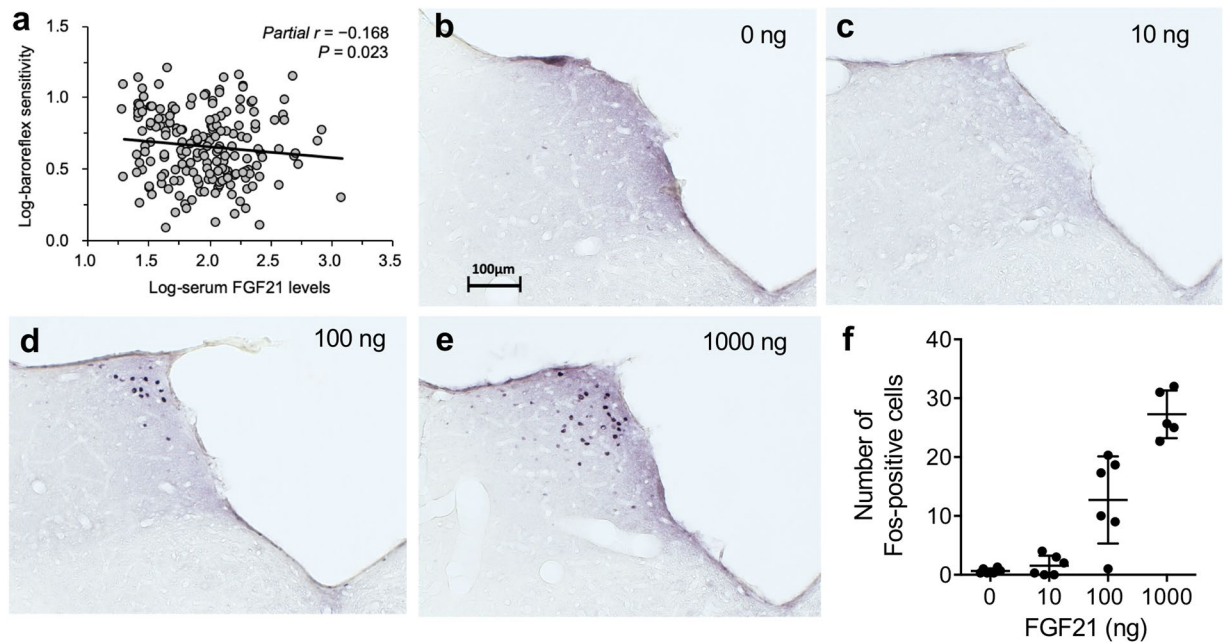 a
Partial r = −0.168
P = 0.023
1.5
1.0
0.5
0.0
Log-baroreflex sensitivity
1.0 1.5 2.0 2.5 3.0 3.5
Log-serum FGF21 levels
b
0 ng
100μm
c
10 ng
d
100 ng
e
1000 ng
f
40
30
20
10
0
Number of
Fos-positive cells
0 10 100 1000
FGF21 (ng)